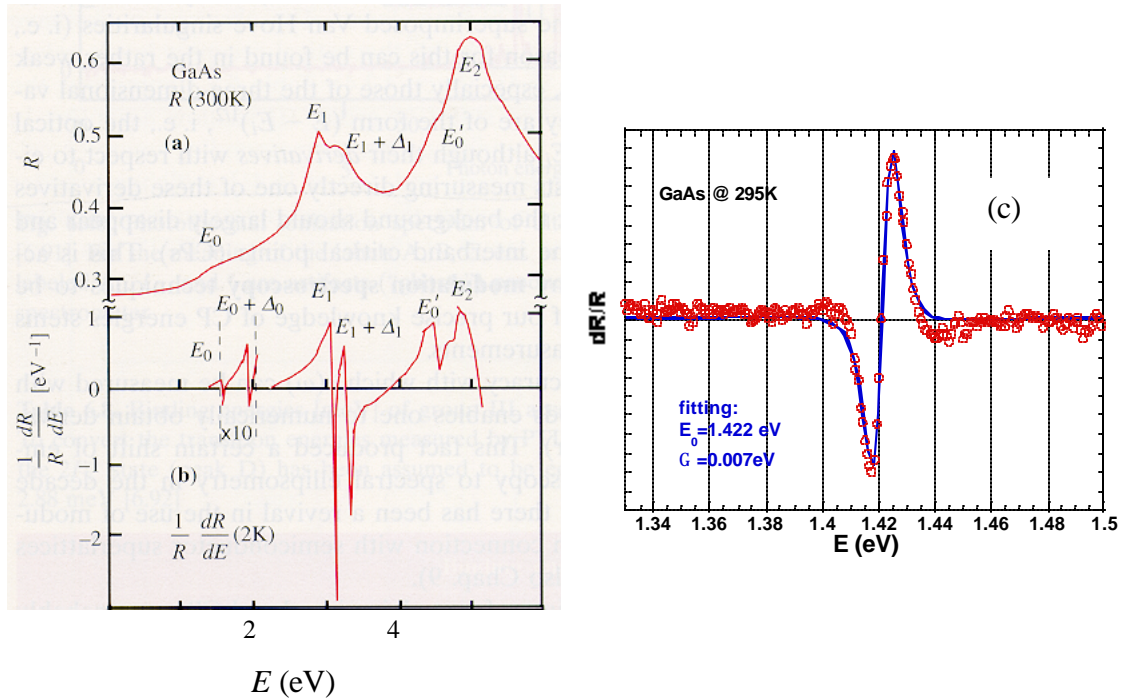 GaAs
R (300K)
(a)
E₀
E₁
E₁ + Δ₁
E₀′
E₂
R
0.6
0.5
0.4
0.3
1
0
−1
−2
1/R dR/dE [eV⁻¹]
E₀
E₀ + Δ₀
×10
E₁
E₁ + Δ₁
E₀′
E₂
(b)
1/R dR/dE (2K)
2
4
E (eV)
GaAs @ 295K
(c)
dR/R
fitting:
E₀=1.422 eV
G =0.007eV
1.34 1.36 1.38 1.4 1.42 1.44 1.46 1.48 1.5
E (eV)